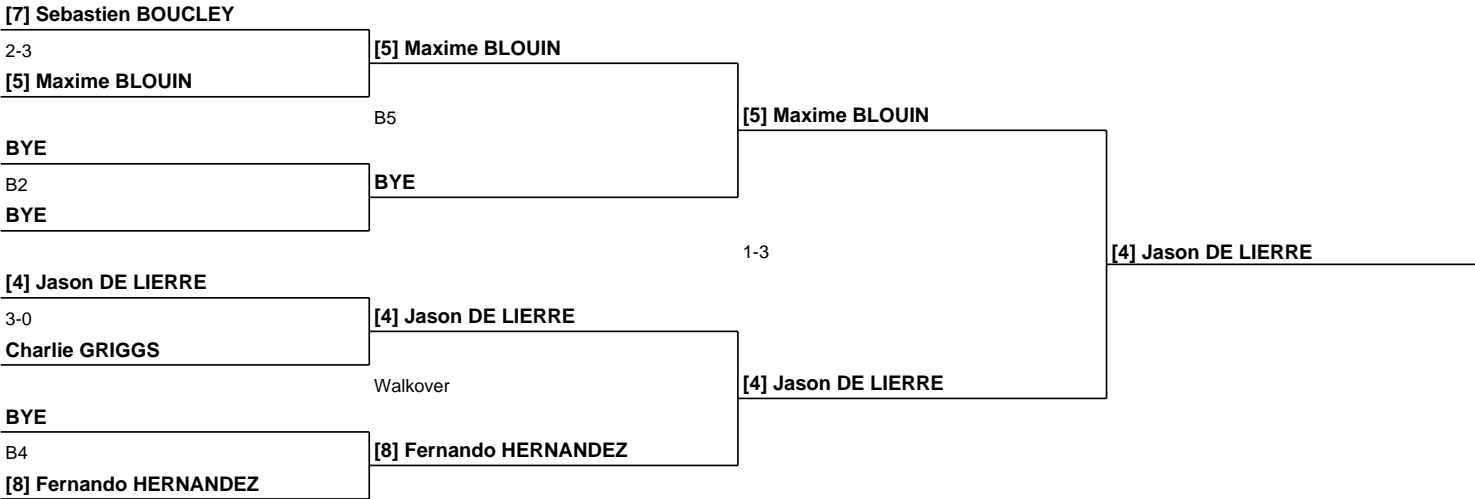 [7] Sebastien BOUCLEY
2-3
[5] Maxime BLOUIN
[5] Maxime BLOUIN
B5
[5] Maxime BLOUIN
BYE
B2
BYE
BYE
1-3
[4] Jason DE LIERRE
[4] Jason DE LIERRE
3-0
[4] Jason DE LIERRE
Charlie GRIGGS
Walkover
[4] Jason DE LIERRE
BYE
B4
[8] Fernando HERNANDEZ
[8] Fernando HERNANDEZ